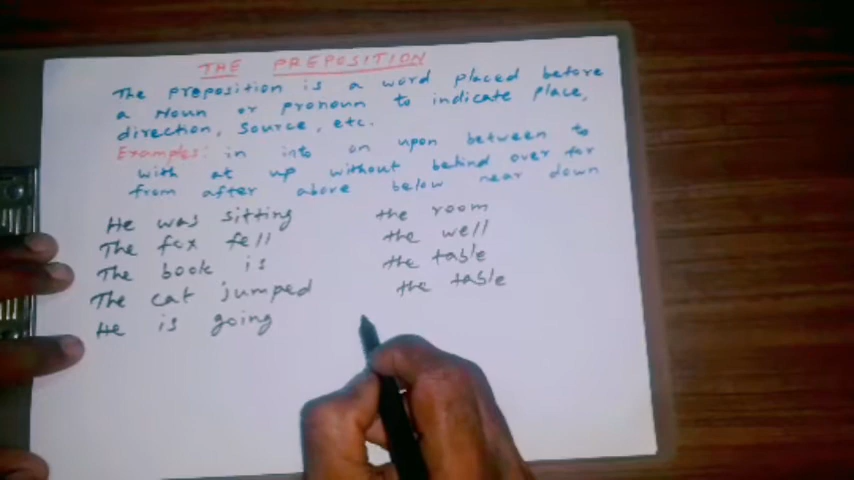 THE PREPOSITION
The preposition is a word placed before
a Noun or pronoun to indicate place,
direction, source, etc.
Examples: in into on upon between to
with at up without behind over for
from after above below near down
He was sitting the room
The fox fell the well
The book is the table
The cat jumped the table
He is going